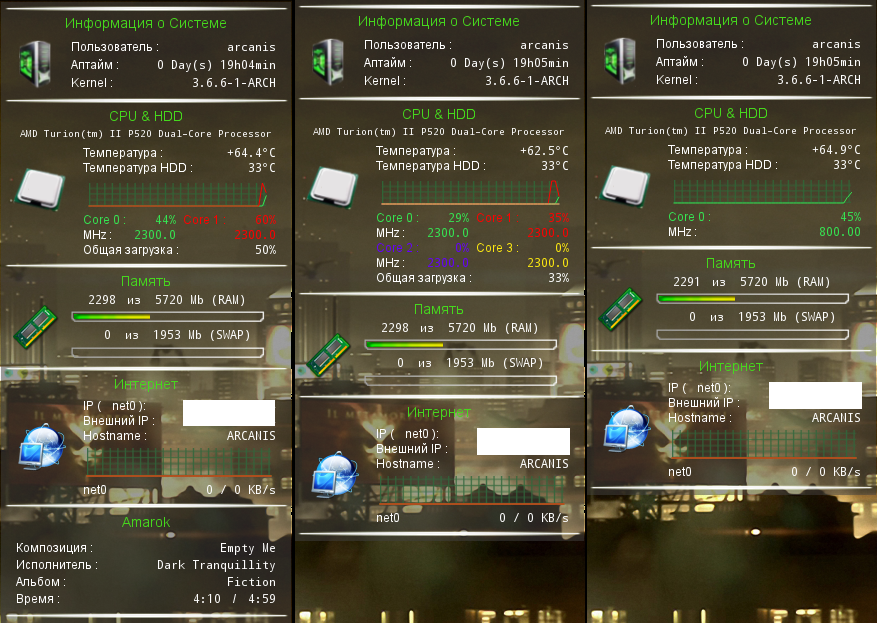 Информация о Системе
Пользователь : arcanis
Аптайм : 0 Day(s) 19h04min
Kernel : 3.6.6-1-ARCH
CPU & HDD
AMD Turion(tm) II P520 Dual-Core Processor
Температура : +64.4°C
Температура HDD : 33°C
Core 0 : 44% Core 1
MHz : 2300.0 2300.0
Общая загрузка : 50%
Память
2298 из 5720 Mb (RAM)
0 из 1953 Mb (SWAP)
Интернет
IP ( net0 ):
Внешний IP :
Hostname : ARCANIS
net0 0 / 0 KB/s
Amarok
Композиция : Empty Me
Исполнитель : Dark Tranquillity
Альбом : Fiction
Время : 4:10 / 4:59
Информация о Системе
Пользователь : arcanis
Аптайм : 0 Day(s) 19h05min
Kernel : 3.6.6-1-ARCH
CPU & HDD
AMD Turion(tm) II P520 Dual-Core Processor
Температура : +62.5°C
Температура HDD : 33°C
Core 0 : 29% Core 1
MHz : 2300.0 2300.0
Core 2 0% Core 3 : 0%
MHz : 2300.0 2300.0
Общая загрузка : 33%
Память
2298 из 5720 Mb (RAM)
0 из 1953 Mb (SWAP)
Интернет
IP ( net0 ):
Внешний IP :
Hostname : ARCANIS
net0 0 / 0 KB/s
Информация о Системе
Пользователь : arcanis
Аптайм : 0 Day(s) 19h05min
Kernel : 3.6.6-1-ARCH
CPU & HDD
AMD Turion(tm) II P520 Dual-Core Processor
Температура : +64.9°C
Температура HDD : 33°C
Core 0 : 45%
MHz : 800.00
Память
2291 из 5720 Mb (RAM)
0 из 1953 Mb (SWAP)
Интернет
IP ( net0 ):
Внешний IP :
Hostname : ARCANIS
net0 0 / 0 KB/s